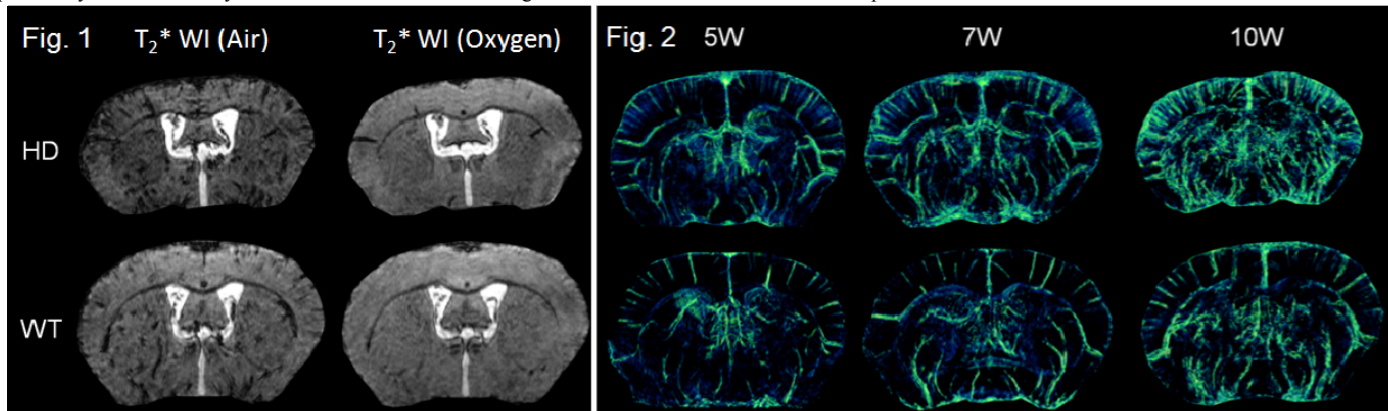 Fig. 1 T₂* WI (Air) T₂* WI (Oxygen)
HD
WT
Fig. 2 5W 7W 10W